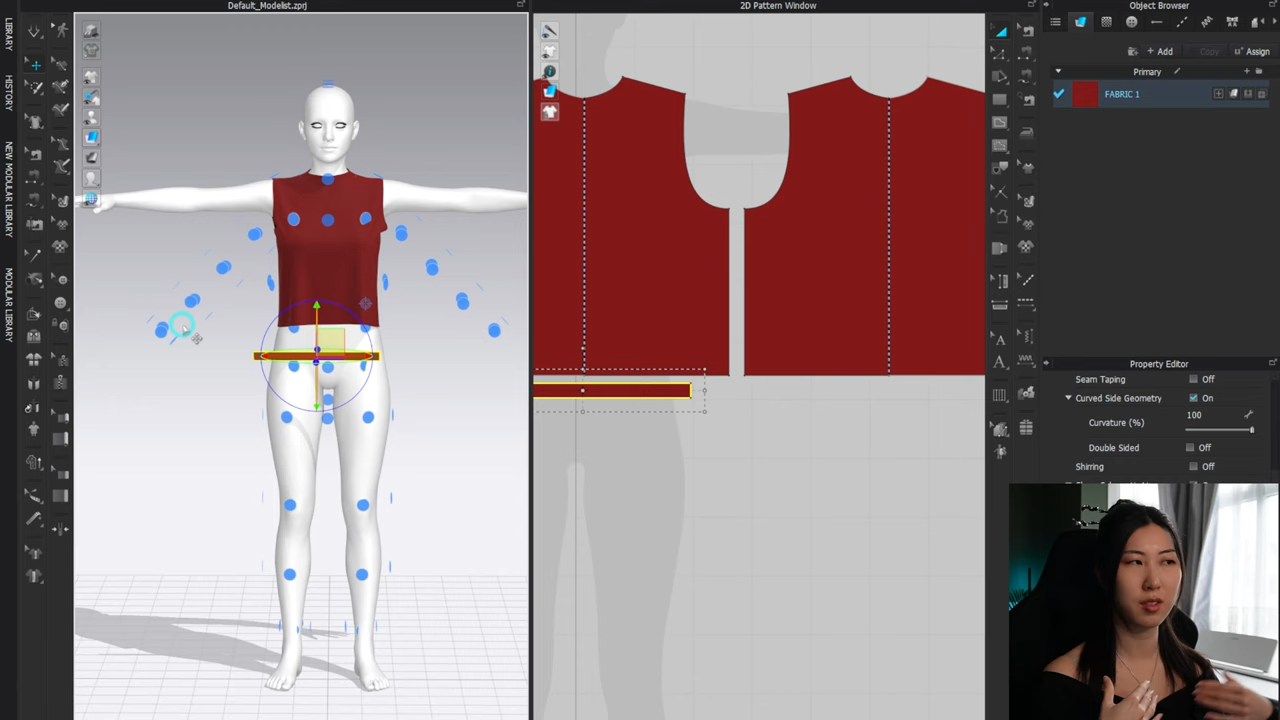 Default_Modelist.zprj
2D Pattern Window
Object Browser
LIBRARY
HISTORY
NEW MODULAR LIBRARY
MODULAR LIBRARY
Add
Copy
Assign
Primary
FABRIC 1
Property Editor
Seam Taping
Off
Curved Side Geometry
On
Curvature (%)
100
Double Sided
Off
Shirring
Off